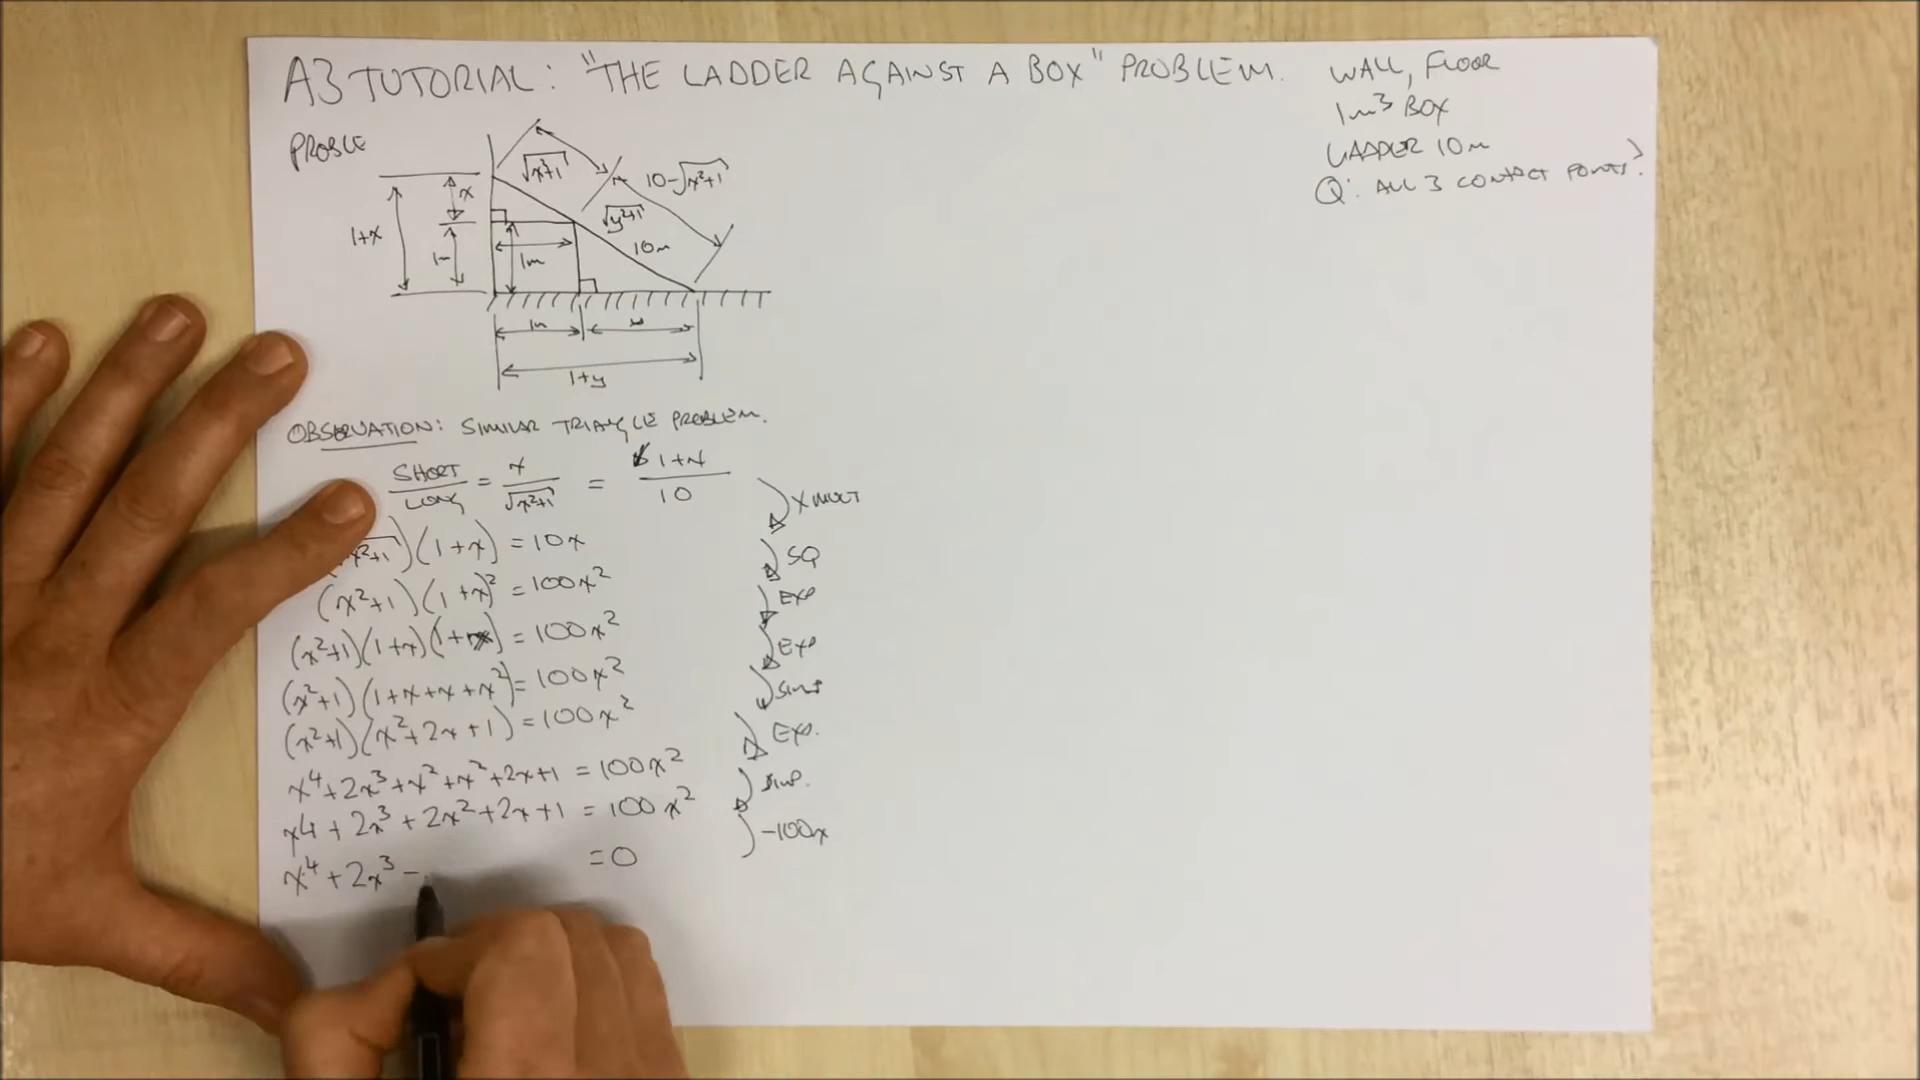 A3 TUTORIAL: "THE LADDER AGAINST A BOX" PROBLEM.
WALL, FLOOR
1m³ BOX
LADDER 10m
Q: ALL 3 CONTACT POINTS?
PROBLE
√x²+1
10-√x²+1
x
1+x
√y²+1
10m
1m
1m
1m
1+y
OBSERVATION: SIMILAR TRIANGLE PROBLEM.
SHORT/LONG = x/√x²+1 = 1+x/10
x MULT
x²+1)(1+x) = 10x
SQ
(x²+1)(1+x)² = 100x²
EXP
(x²+1)(1+x)(1+x) = 100x²
EXP
(x²+1)(1+x+x+x²) = 100x²
SIMP
(x²+1)(x²+2x+1) = 100x²
EXP.
x⁴+2x³+x²+x²+2x+1 = 100x²
SIMP.
x⁴+2x³+2x²+2x+1 = 100x²
-100x
x⁴+2x³- =0